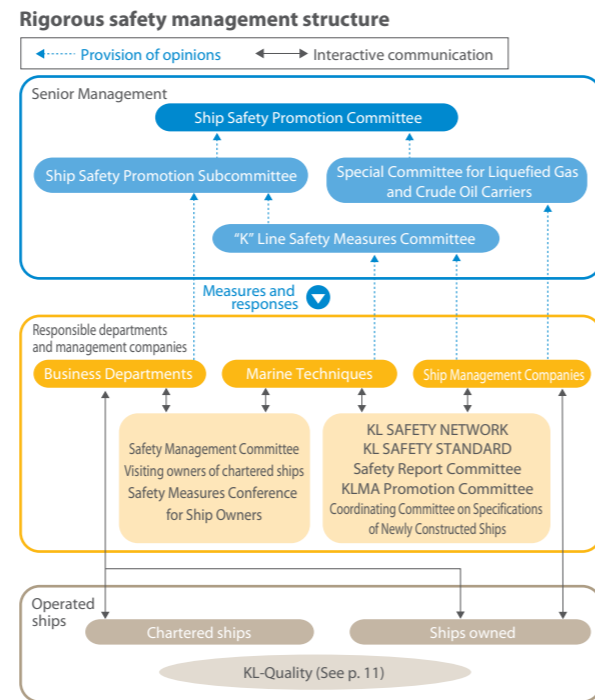 Rigorous safety management structure
Provision of opinions
Interactive communication
Senior Management
Ship Safety Promotion Committee
Ship Safety Promotion Subcommittee
Special Committee for Liquefied Gas
and Crude Oil Carriers
"K" Line Safety Measures Committee
Measures and
responses
Responsible departments
and management companies
Business Departments
Marine Techniques
Ship Management Companies
Safety Management Committee
Visiting owners of chartered ships
Safety Measures Conference
for Ship Owners
KL SAFETY NETWORK
KL SAFETY STANDARD
Safety Report Committee
KLMA Promotion Committee
Coordinating Committee on Specifications
of Newly Constructed Ships
Operated
ships
Chartered ships
Ships owned
KL-Quality (See p. 11)